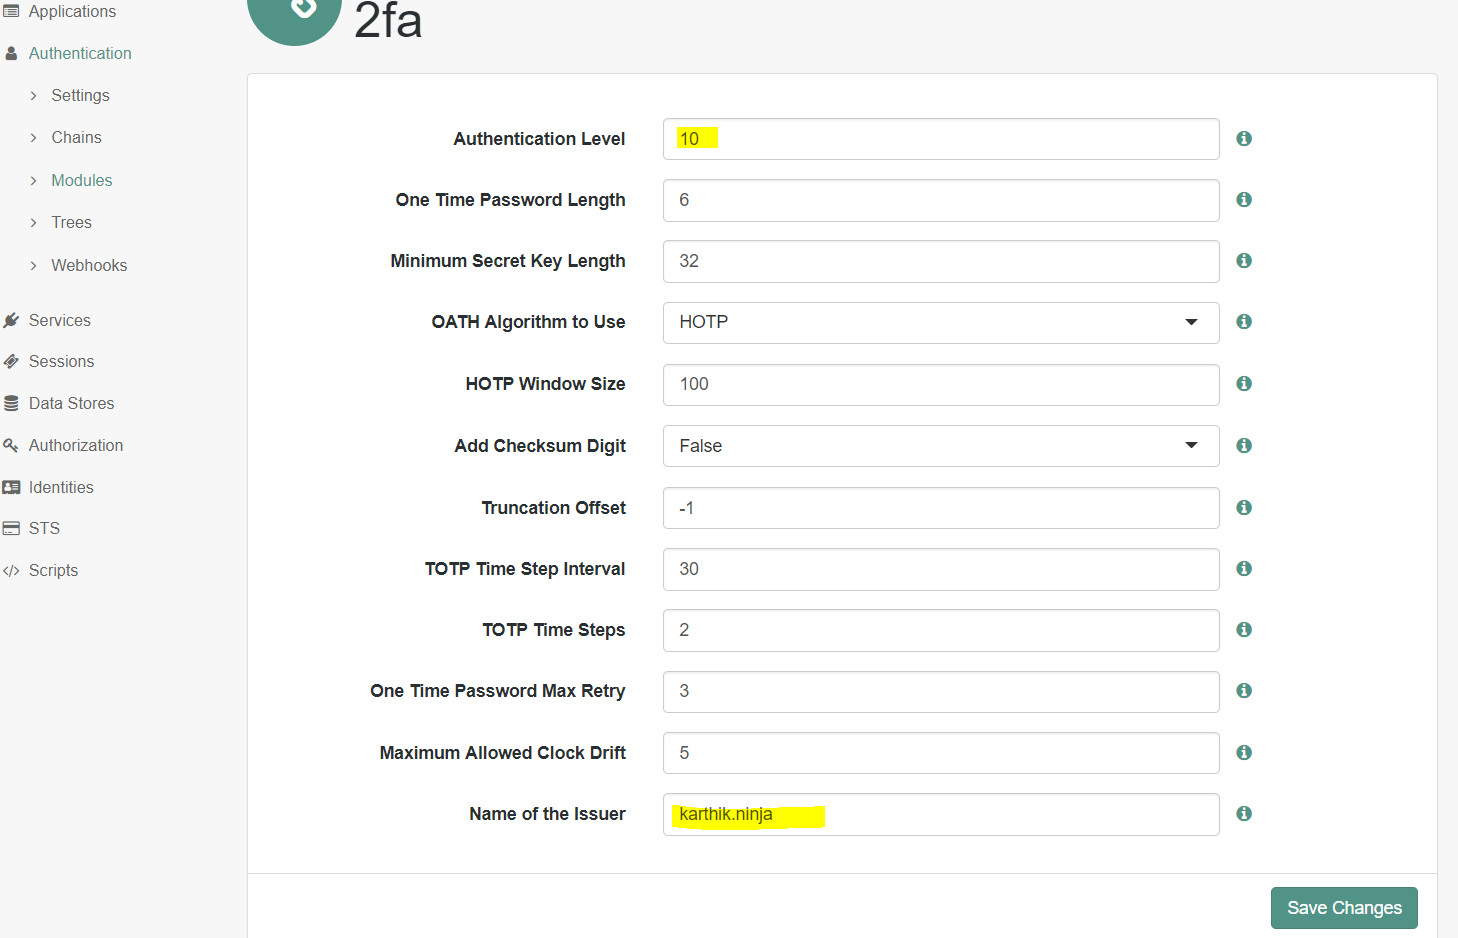 Applications
Authentication
Settings
Chains
Modules
Trees
Webhooks
Services
Sessions
Data Stores
Authorization
Identities
STS
Scripts
2fa
Authentication Level 10
One Time Password Length 6
Minimum Secret Key Length 32
OATH Algorithm to Use HOTP
HOTP Window Size 100
Add Checksum Digit False
Truncation Offset -1
TOTP Time Step Interval 30
TOTP Time Steps 2
One Time Password Max Retry 3
Maximum Allowed Clock Drift 5
Name of the Issuer karthik.ninja
Save Changes